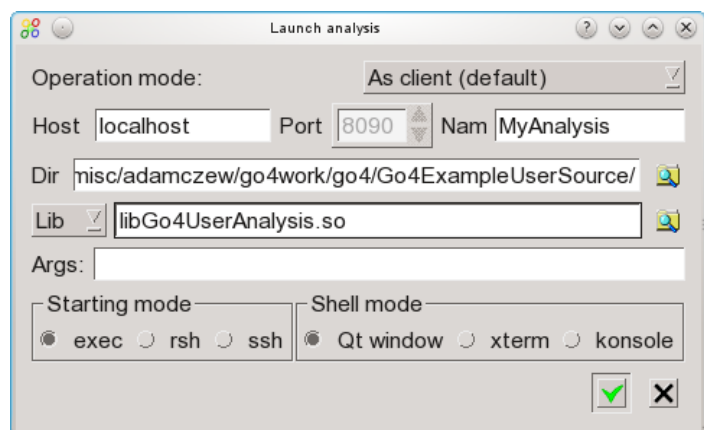 Launch analysis
Operation mode: As client (default)
Host localhost Port 8090 Nam MyAnalysis
Dir misc/adamczew/go4work/go4/Go4ExampleUserSource/
Lib libGo4UserAnalysis.so
Args:
Starting mode Shell mode
exec rsh ssh Qt window xterm konsole